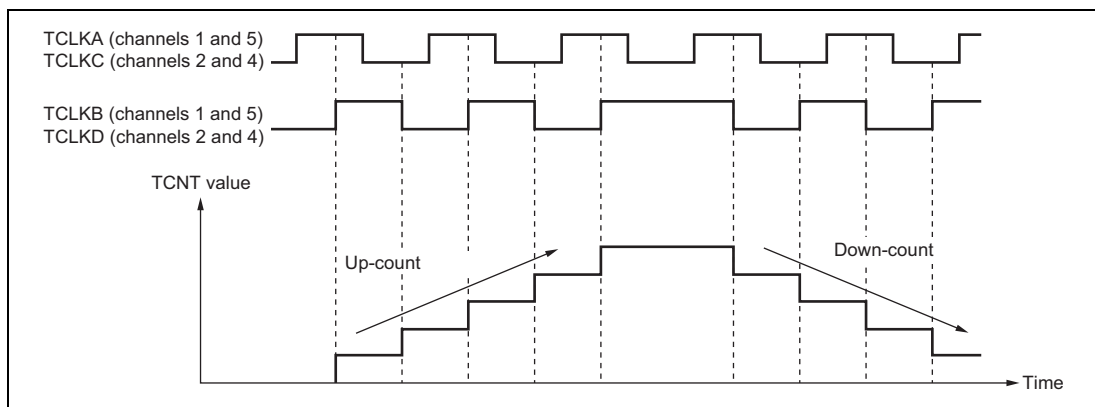 TCLKA (channels 1 and 5)
TCLKC (channels 2 and 4)
TCLKB (channels 1 and 5)
TCLKD (channels 2 and 4)
TCNT value
Up-count
Down-count
Time